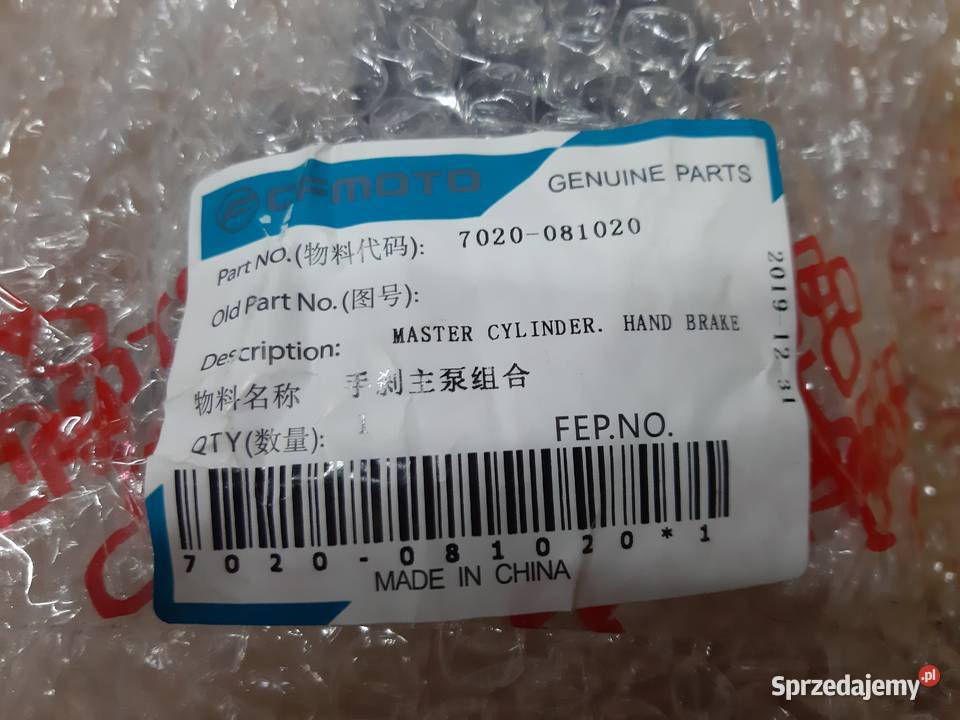 CFMOTO
GENUINE PARTS
Part NO.(物料代码): 7020-081020
Old Part No.(图号):
Description: MASTER CYLINDER. HAND BRAKE
物料名称 手刹主泵组合
QTY(数量): 1
FEP.NO.
2019-12-31
7020-081020*1
MADE IN CHINA
Sprzedajemy.pl